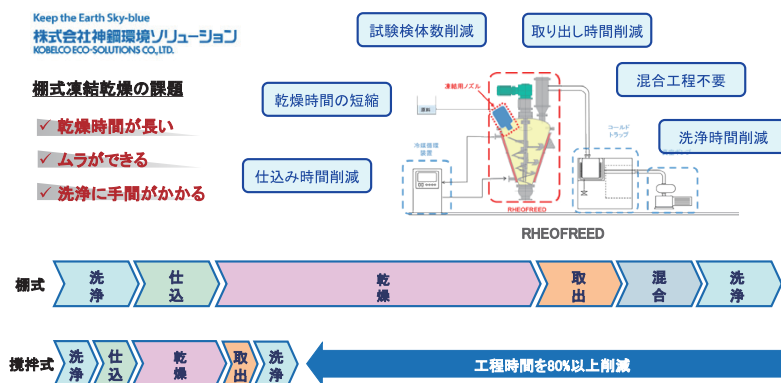 Keep the Earth Sky-blue
株式会社神鋼環境ソリューション
KOBELCO ECO-SOLUTIONS CO.,LTD.
試験検体数削減
取り出し時間削減
棚式凍結乾燥の課題
乾燥時間の短縮
混合工程不要
✓ 乾燥時間が長い
✓ ムラができる
✓ 洗浄に手間がかかる
仕込み時間削減
洗浄時間削減
凍結用ノズル
原料
冷媒循環
装置
コールド
トラップ
RHEOFREED
RHEOFREED
棚式
洗浄
仕込
乾燥
取出
混合
洗浄
撹拌式
洗浄
仕込
乾燥
取出
洗浄
工程時間を80%以上削減